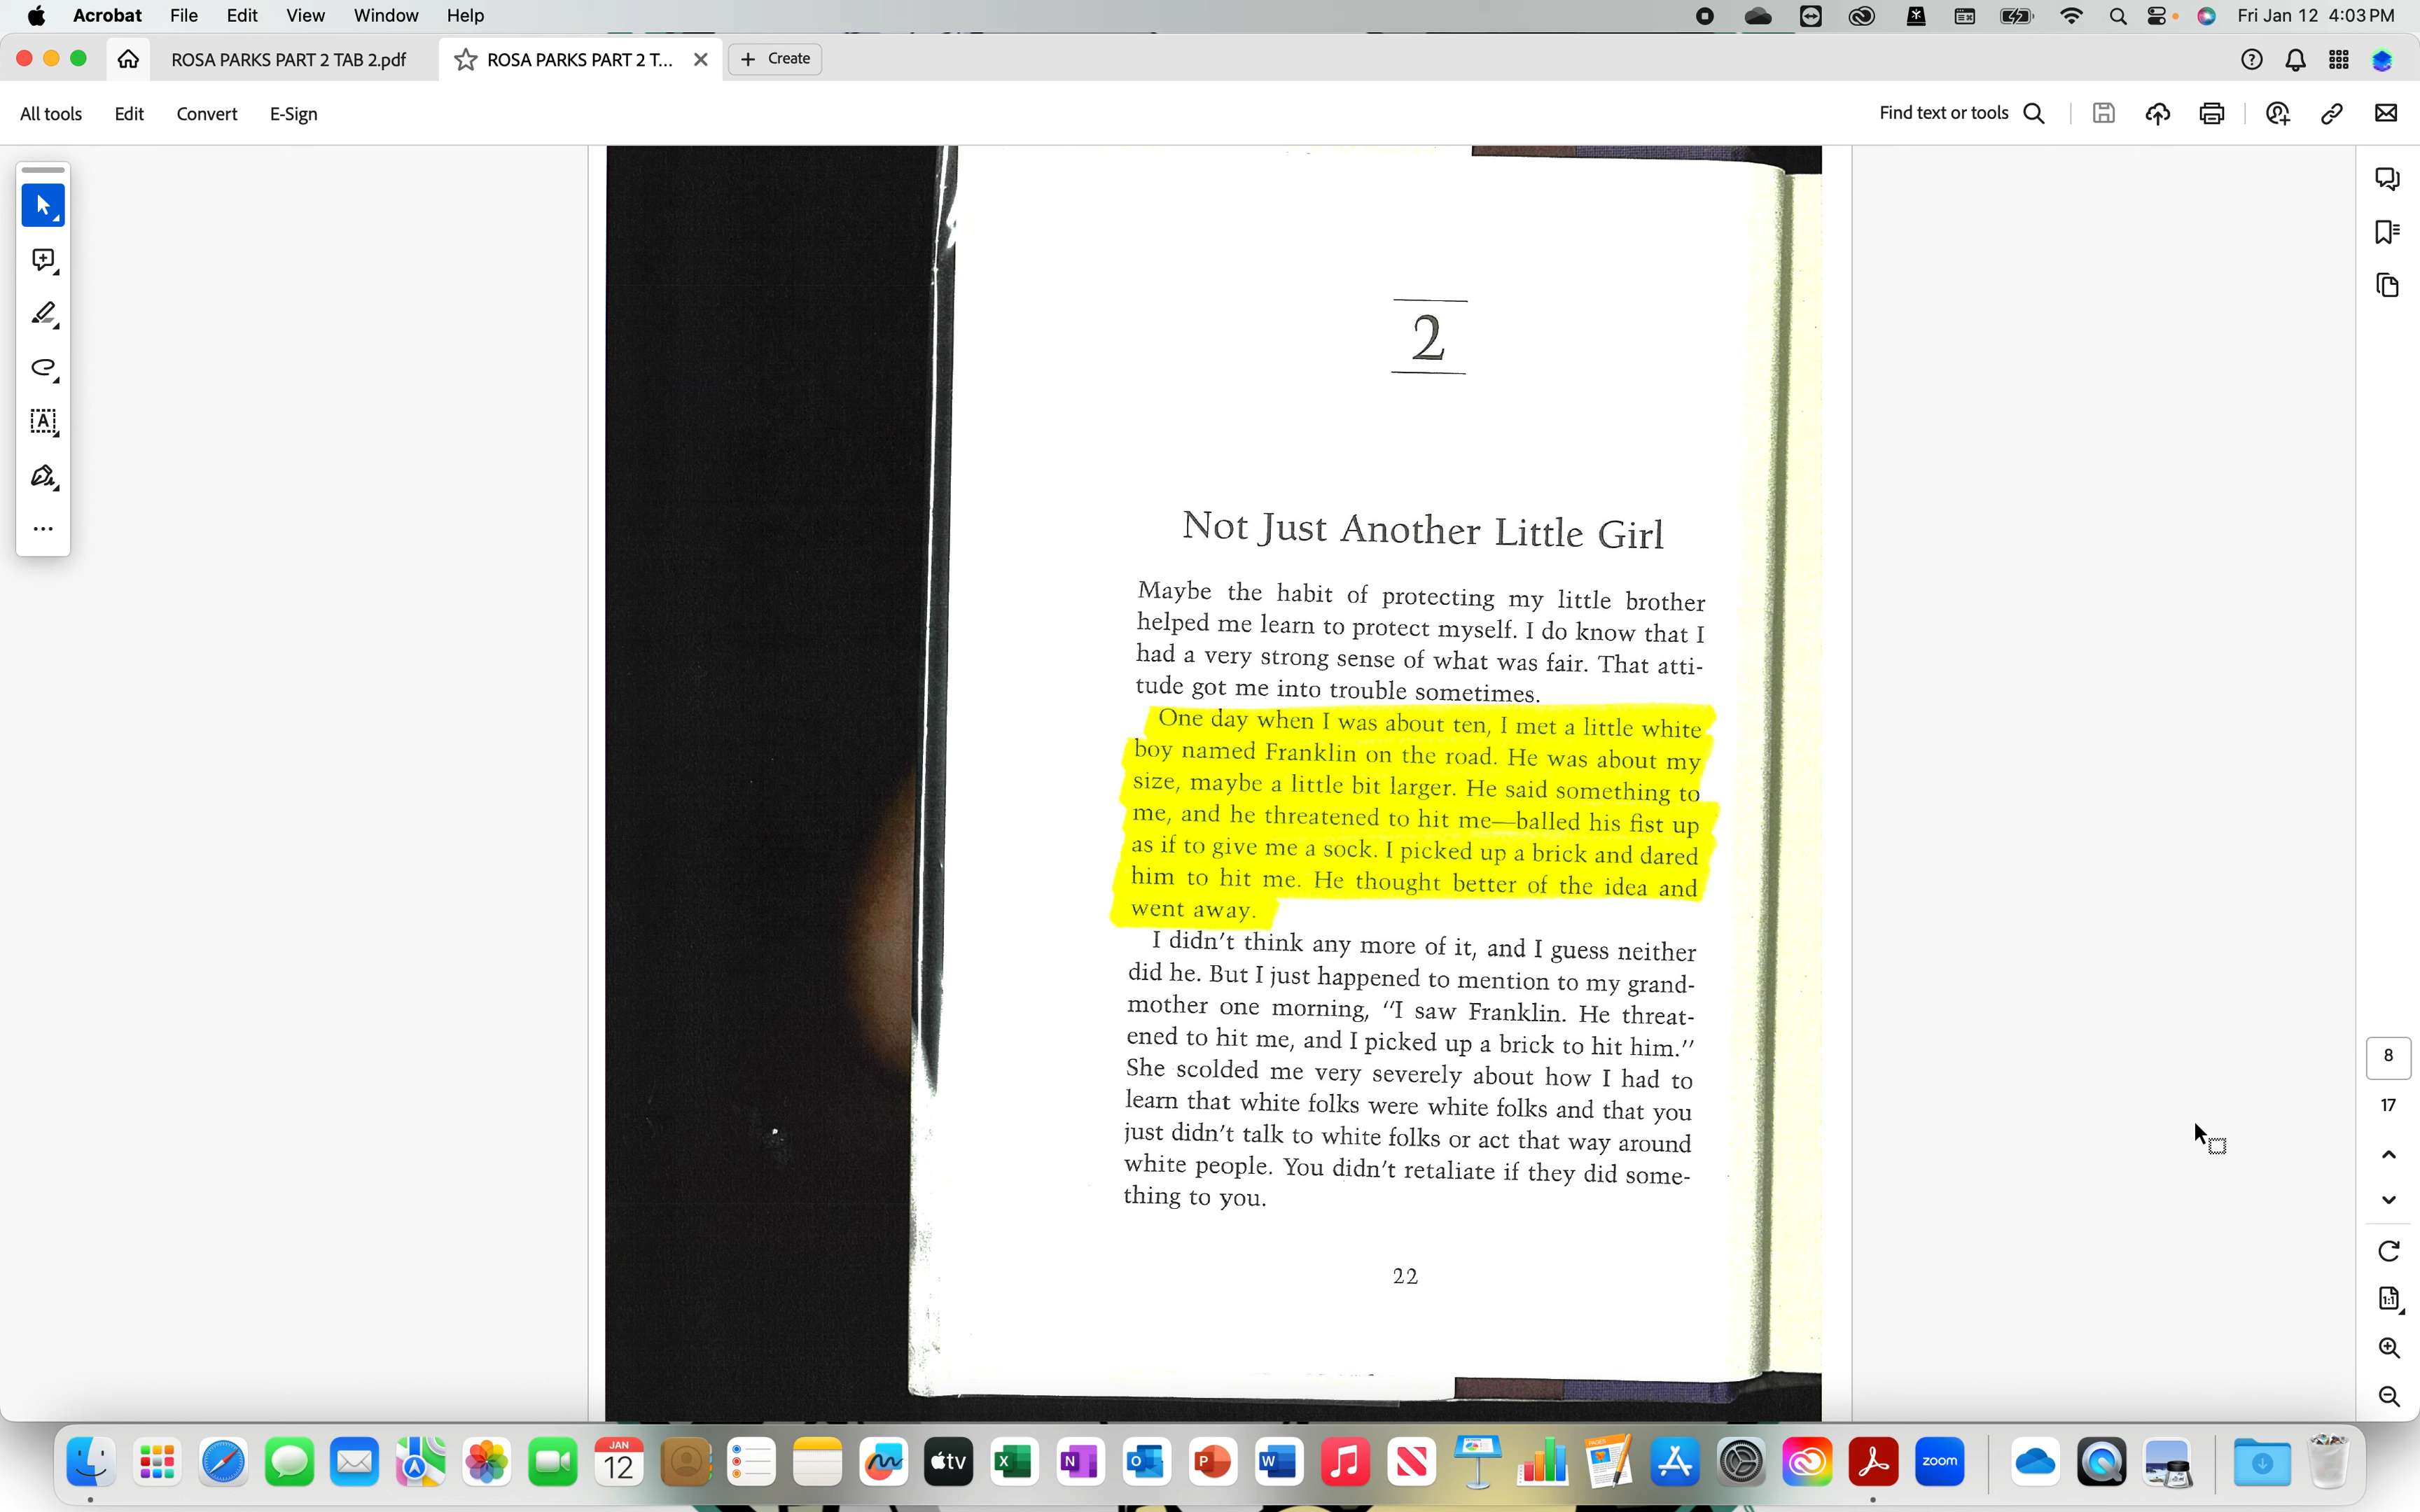 Acrobat File Edit View Window Help
Fri Jan 12 4:03 PM
ROSA PARKS PART 2 TAB 2.pdf
ROSA PARKS PART 2 T...
Create
All tools Edit Convert E-Sign
Find text or tools
2
Not Just Another Little Girl
Maybe the habit of protecting my little brother
helped me learn to protect myself. I do know that I
had a very strong sense of what was fair. That atti-
tude got me into trouble sometimes.
One day when I was about ten, I met a little white
boy named Franklin on the road. He was about my
size, maybe a little bit larger. He said something to
me, and he threatened to hit me—balled his fist up
as if to give me a sock. I picked up a brick and dared
him to hit me. He thought better of the idea and
went away.
I didn't think any more of it, and I guess neither
did he. But I just happened to mention to my grand-
mother one morning, "I saw Franklin. He threat-
ened to hit me, and I picked up a brick to hit him."
She scolded me very severely about how I had to
learn that white folks were white folks and that you
just didn't talk to white folks or act that way around
white people. You didn't retaliate if they did some-
thing to you.
22
8
17
1:1
JAN
12
tv
X
N
O
P
W
PAGES
zoom